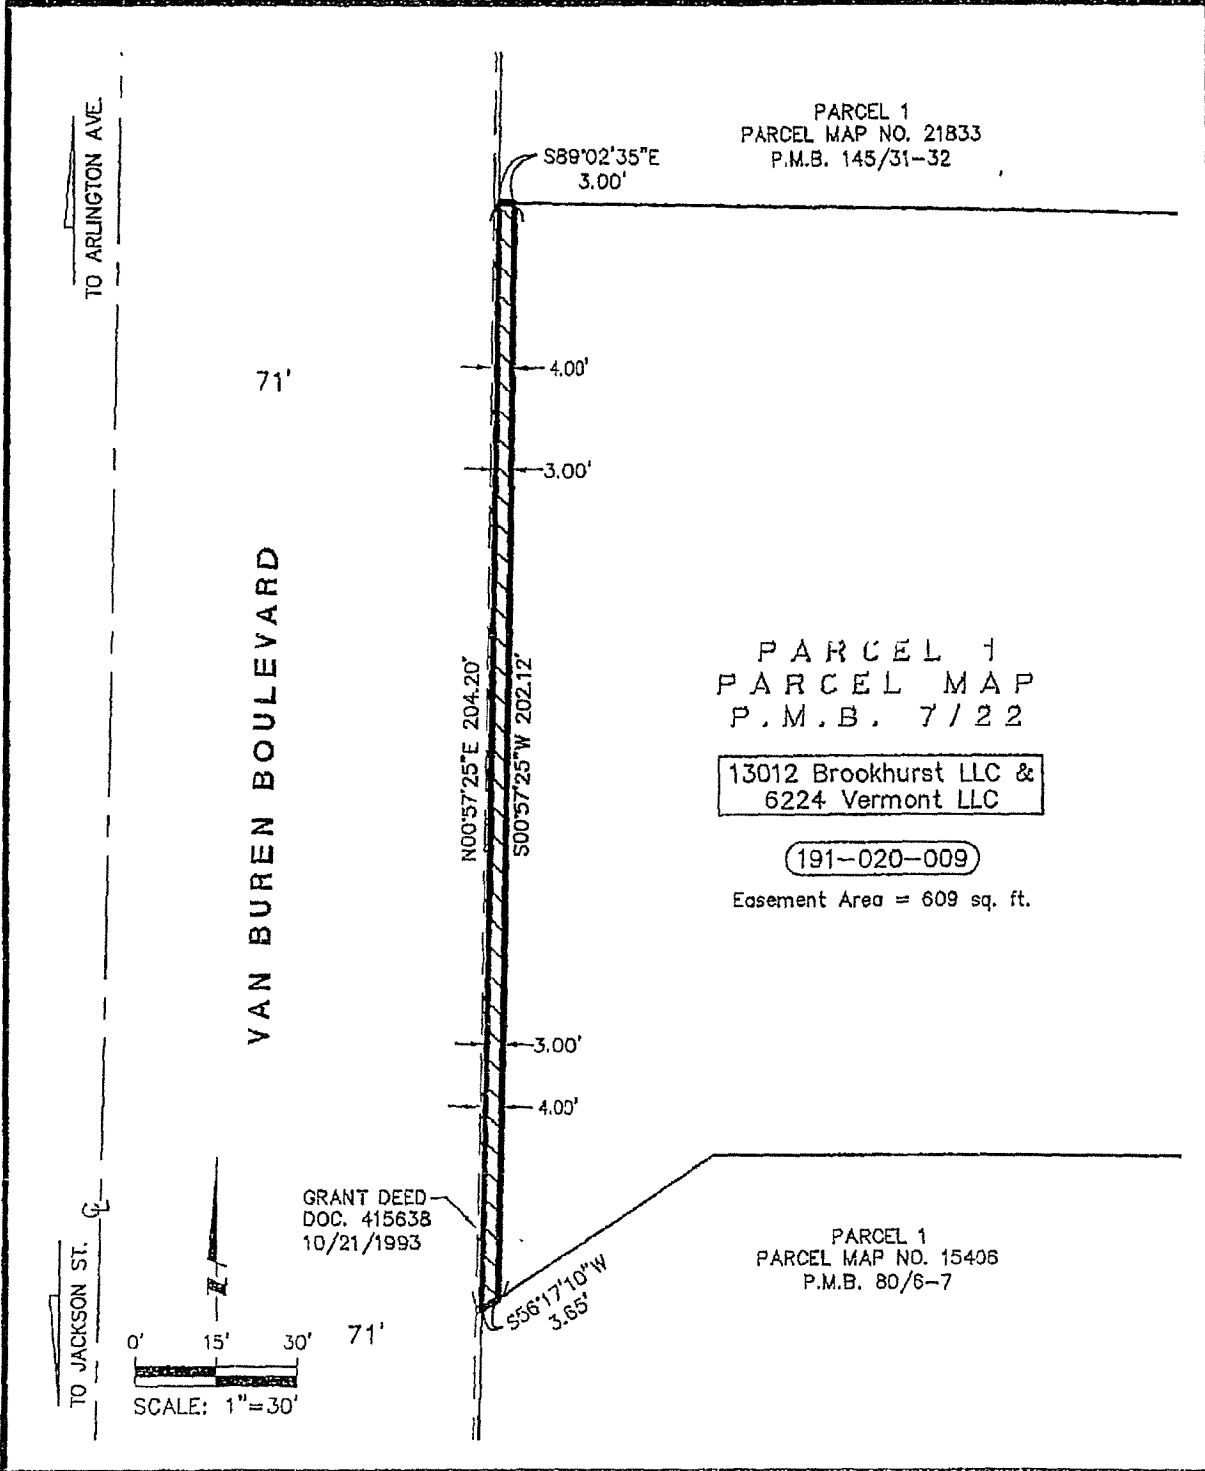 PARCEL 1
PARCEL MAP NO. 21833
P.M.B. 145/31-32
S89°02'35"E
3.00'
TO ARLINGTON AVE.
71'
4.00'
3.00'
VAN BUREN BOULEVARD
N00°57'25"E 204.20'
S00°57'25"W 202.12'
PARCEL 1
PARCEL MAP
P.M.B. 7/22
13012 Brookhurst LLC &
6224 Vermont LLC
191-020-009
Easement Area = 609 sq. ft.
3.00'
4.00'
GRANT DEED
DOC. 415638
10/21/1993
PARCEL 1
PARCEL MAP NO. 15406
P.M.B. 80/6-7
S56°17'10"W
3.65'
TO JACKSON ST.
℄
N
71'
0' 15' 30'
SCALE: 1"=30'